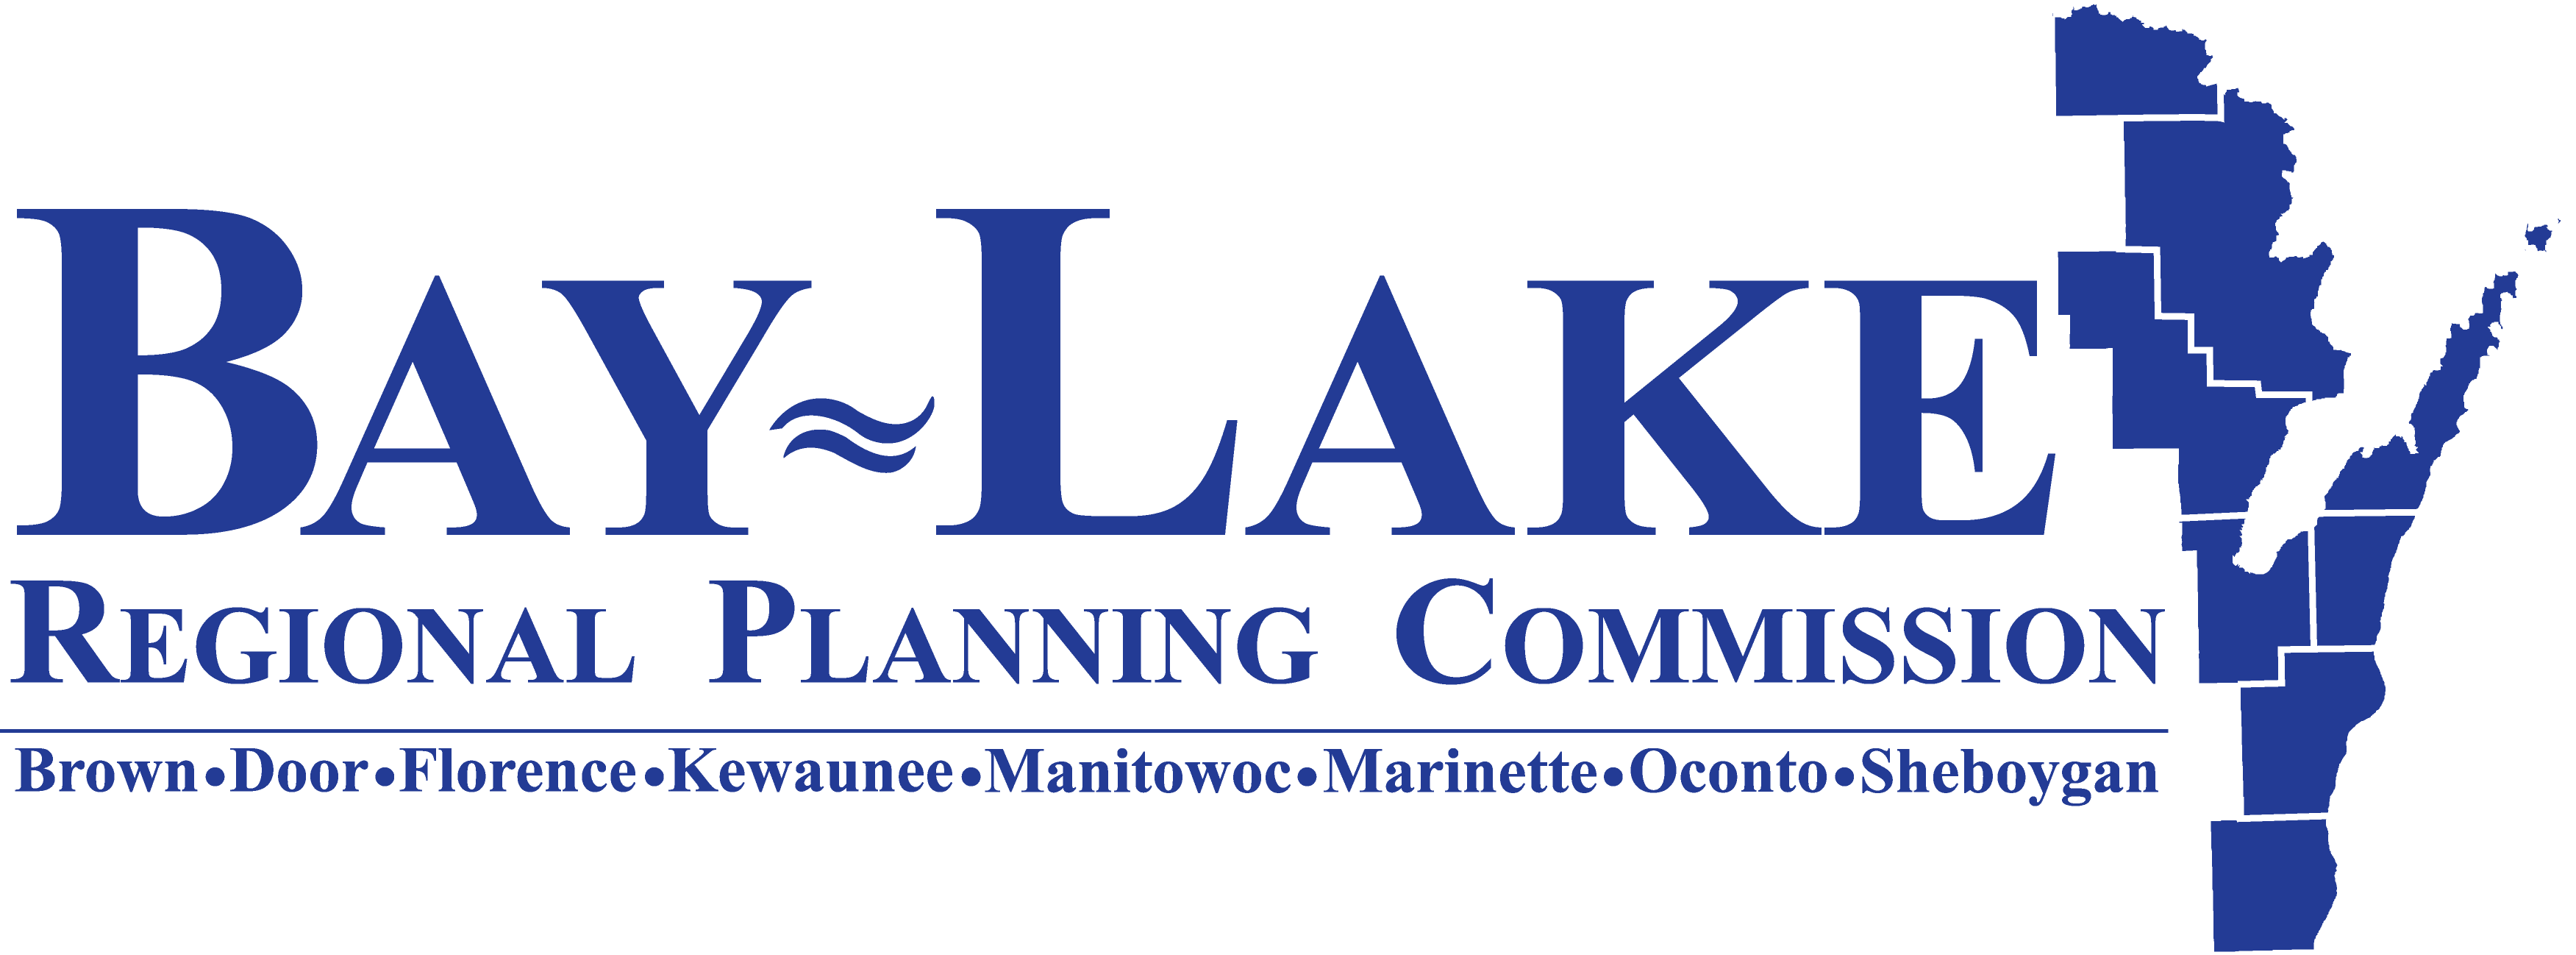 BAY≈LAKE
REGIONAL PLANNING COMMISSION
Brown•Door•Florence•Kewaunee•Manitowoc•Marinette•Oconto•Sheboygan